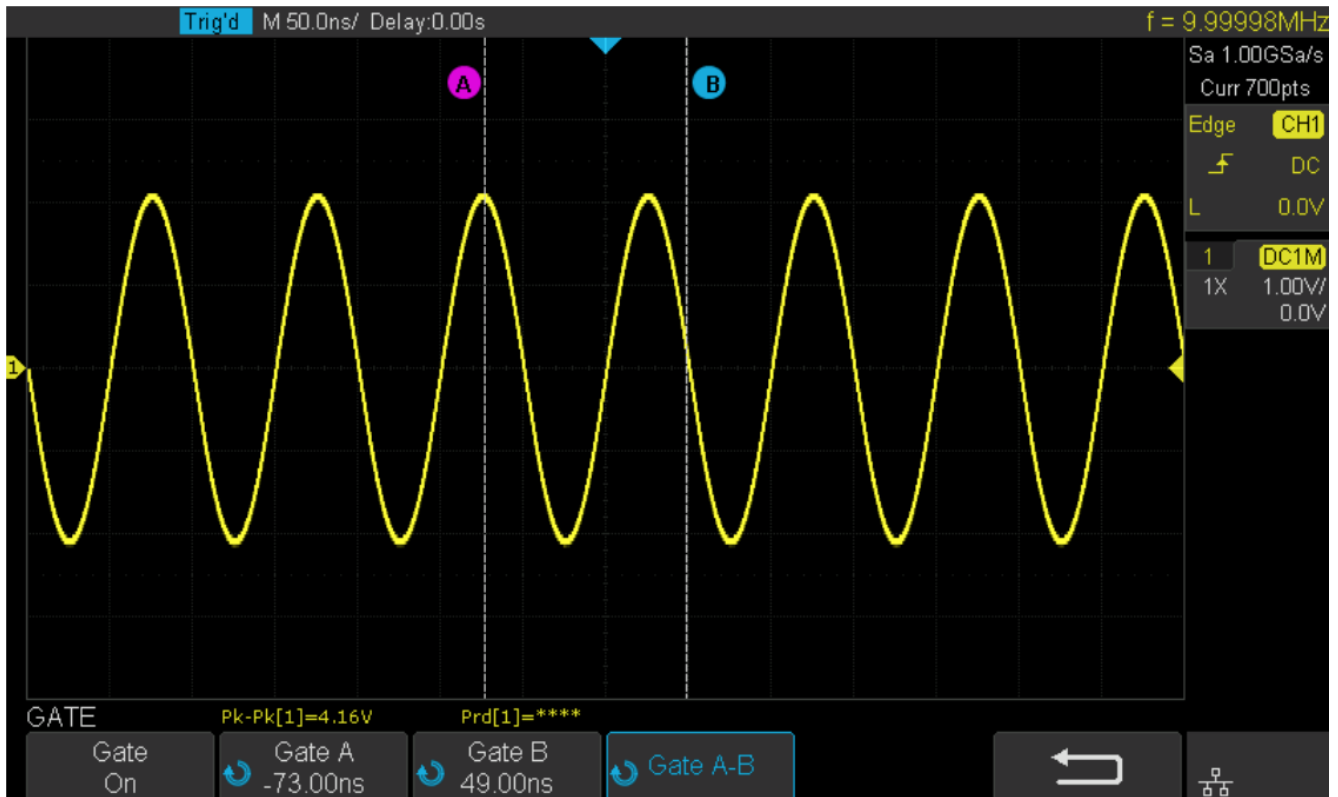 Trig'd M 50.0ns/ Delay:0.00s f = 9.99998MHz
Sa 1.00GSa/s
Curr 700pts
A B
Edge CH1
DC
L 0.0V
1 DC1M
1X 1.00V/
0.0V
1
GATE Pk-Pk[1]=4.16V Prd[1]=****
Gate Gate A Gate B Gate A-B
On -73.00ns 49.00ns